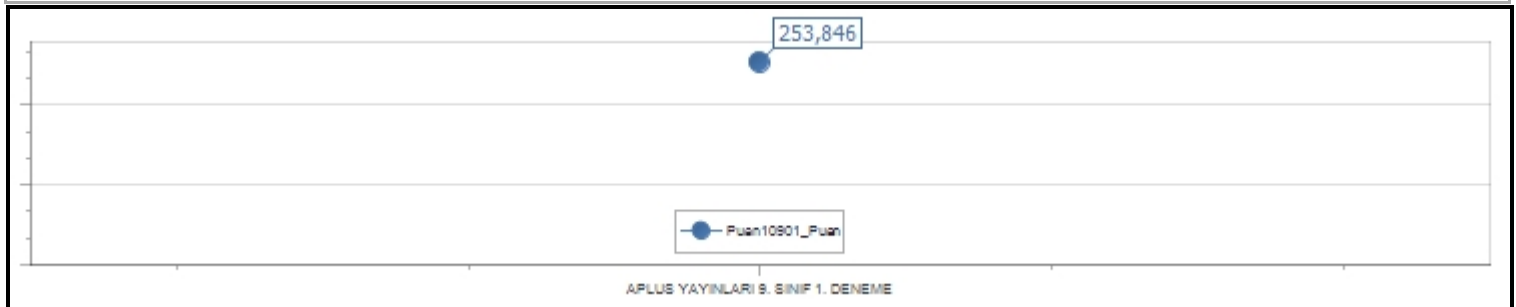 253,846
Puan10901_Puan
APLUS YAYINLARI 9. SINIF 1. DENEME